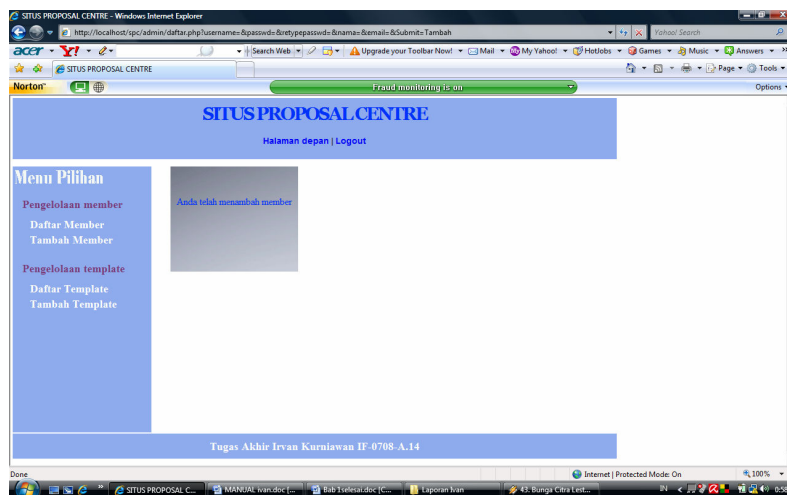 SITUS PROPOSAL CENTRE - Windows Internet Explorer
http://localhost/spc/admin/daftar.php?username=&passwd=&retypepasswd=&nama=&email=&Submit=Tambah
Yahoo! Search
acer Y! Search Web Upgrade your Toolbar Now! Mail My Yahoo! HotJobs Games Music Answers
SITUS PROPOSAL CENTRE Page Tools
Norton Fraud monitoring is on Options
SITUS PROPOSAL CENTRE
Halaman depan | Logout
Menu Pilihan
Pengelolaan member
Daftar Member
Tambah Member
Pengelolaan template
Daftar Template
Tambah Template
Anda telah menambah member
Tugas Akhir Irvan Kurniawan IF-0708-A.14
Done Internet | Protected Mode: On 100%
SITUS PROPOSAL C... MANUAL ivan.doc [... Bab 1selesai.doc [C... Laporan Ivan 43. Bunga Citra Lest... IN 0:58